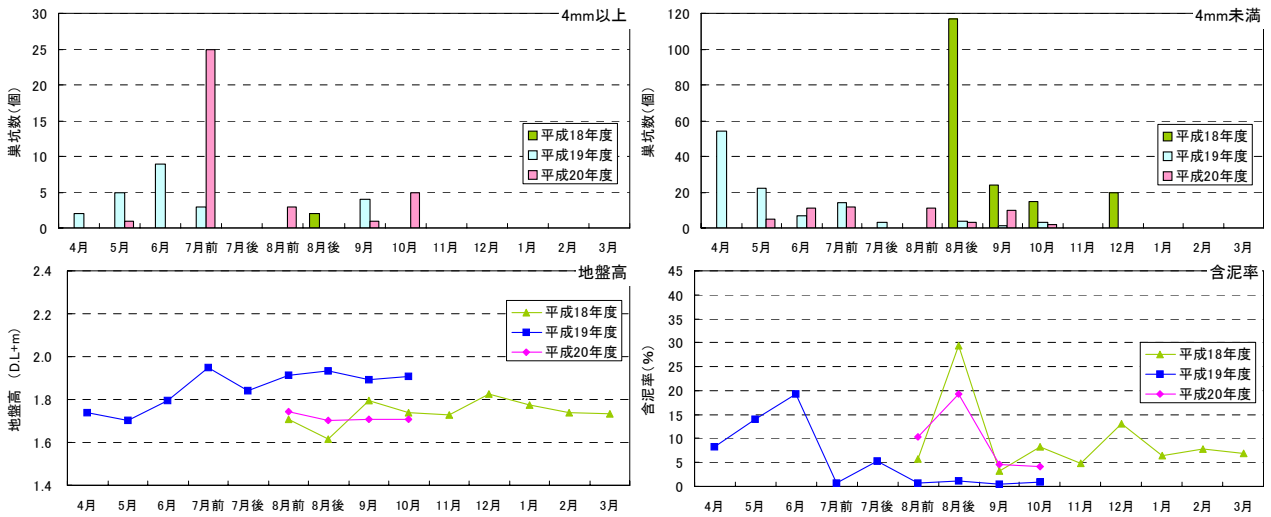 4mm以上
巣坑数(個)
30
25
20
15
10
5
0
平成18年度
平成19年度
平成20年度
4月 5月 6月 7月前 7月後 8月前 8月後 9月 10月 11月 12月 1月 2月 3月
4mm未満
巣坑数(個)
120
100
80
60
40
20
0
平成18年度
平成19年度
平成20年度
4月 5月 6月 7月前 7月後 8月前 8月後 9月 10月 11月 12月 1月 2月 3月
地盤高
地盤高 (D.L+m)
2.4
2.2
2.0
1.8
1.6
1.4
平成18年度
平成19年度
平成20年度
4月 5月 6月 7月前 7月後 8月前 8月後 9月 10月 11月 12月 1月 2月 3月
含泥率
含泥率(%)
45
40
35
30
25
20
15
10
5
0
平成18年度
平成19年度
平成20年度
4月 5月 6月 7月前 7月後 8月前 8月後 9月 10月 11月 12月 1月 2月 3月